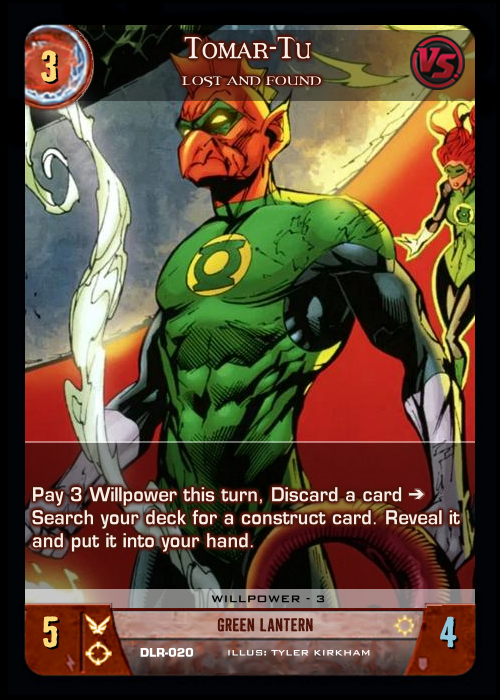 3
Tomar-Tu
VS
LOST AND FOUND
Pay 3 Willpower this turn, Discard a card ➔
Search your deck for a construct card. Reveal it
and put it into your hand.
WILLPOWER - 3
5
GREEN LANTERN
4
DLR-020 ILLUS: TYLER KIRKHAM